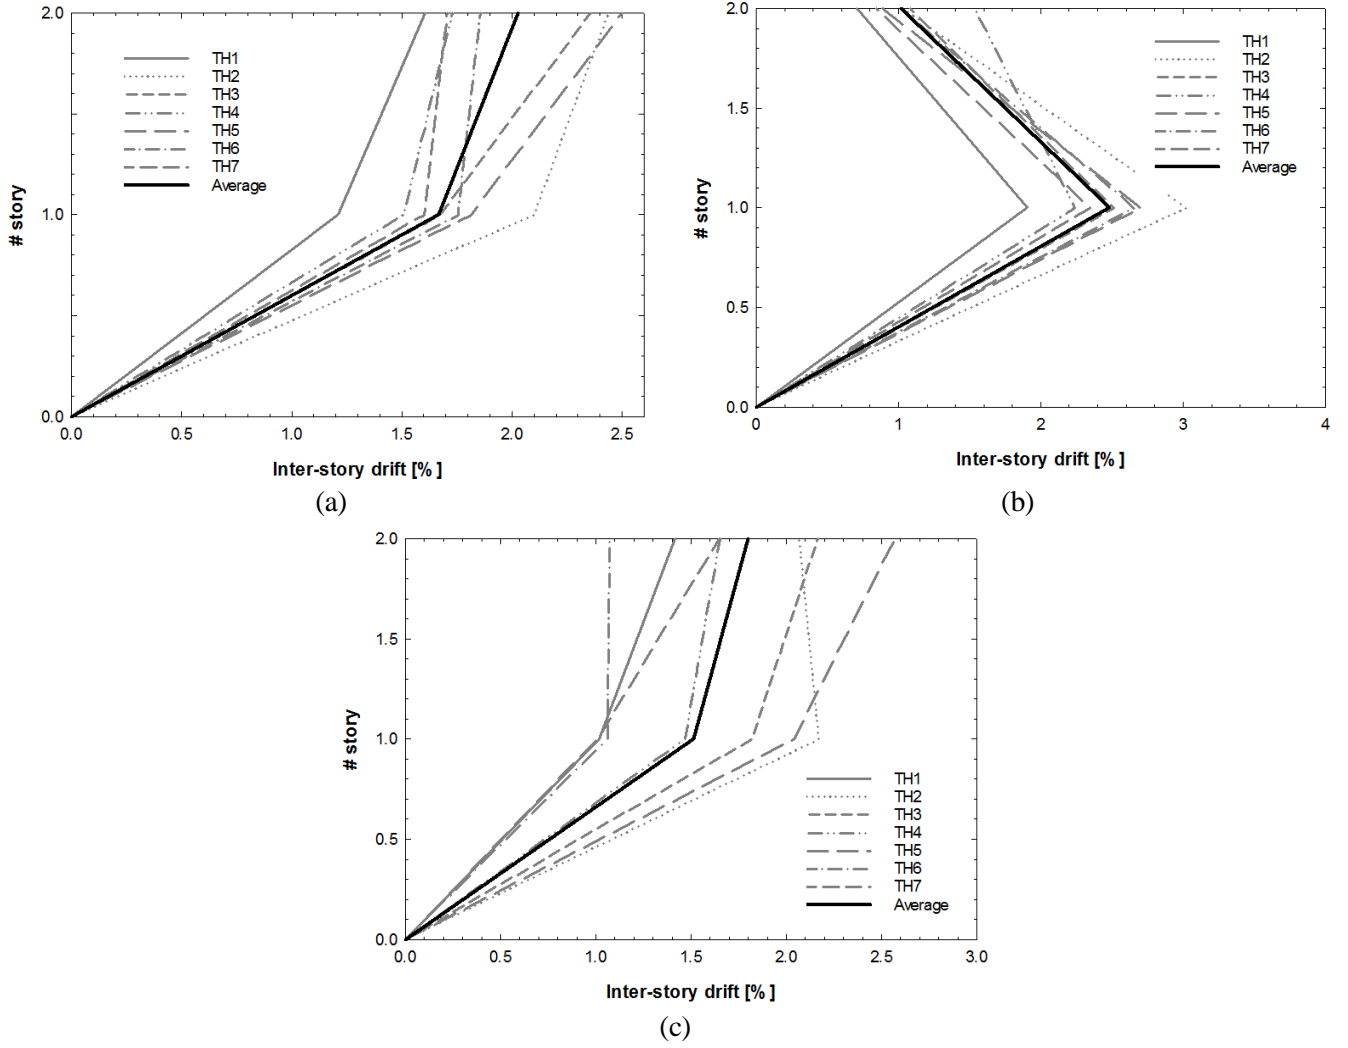 2.0
1.5
1.0
0.5
0.0
# story
TH1
TH2
TH3
TH4
TH5
TH6
TH7
Average
0.0 0.5 1.0 1.5 2.0 2.5
Inter-story drift [%]
(a)
2.0
1.5
1.0
0.5
0.0
# story
TH1
TH2
TH3
TH4
TH5
TH6
TH7
Average
0 1 2 3 4
Inter-story drift [%]
(b)
2.0
1.5
1.0
0.5
0.0
# story
TH1
TH2
TH3
TH4
TH5
TH6
TH7
Average
0.0 0.5 1.0 1.5 2.0 2.5 3.0
Inter-story drift [%]
(c)